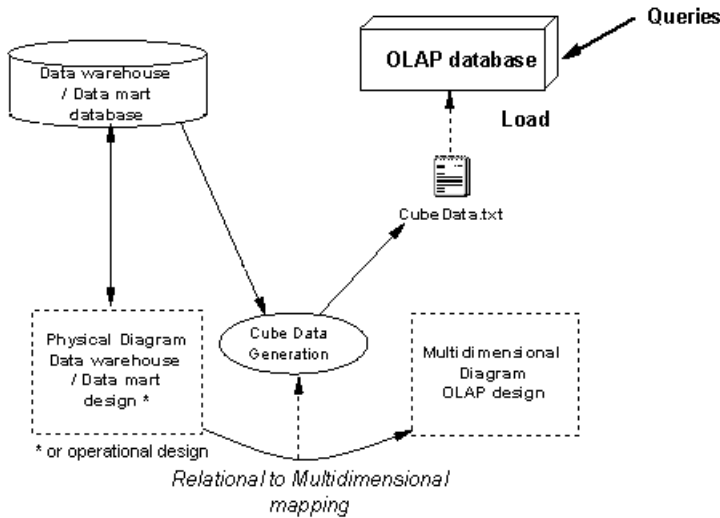 Queries
OLAP database
Data warehouse
/ Data mart
database
Load
CubeData.txt
Physical Diagram
Data warehouse
/ Data mart
design *
Cube Data
Generation
Multidimensional
Diagram
OLAP design
* or operational design
Relational to Multidimensional
mapping